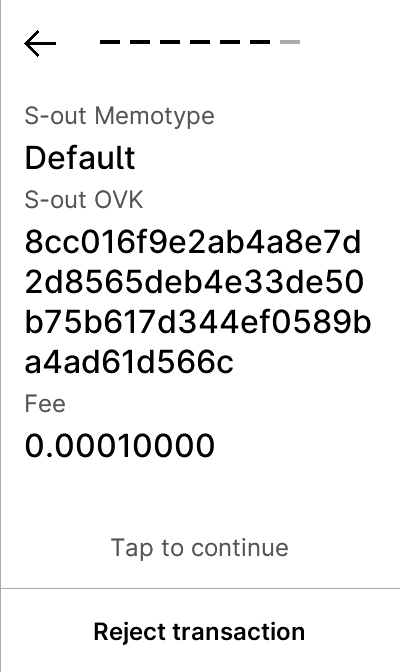 S-out Memotype
Default
S-out OVK
8cc016f9e2ab4a8e7d
2d8565deb4e33de50
b75b617d344ef0589b
a4ad61d566c
Fee
0.00010000
Tap to continue
Reject transaction